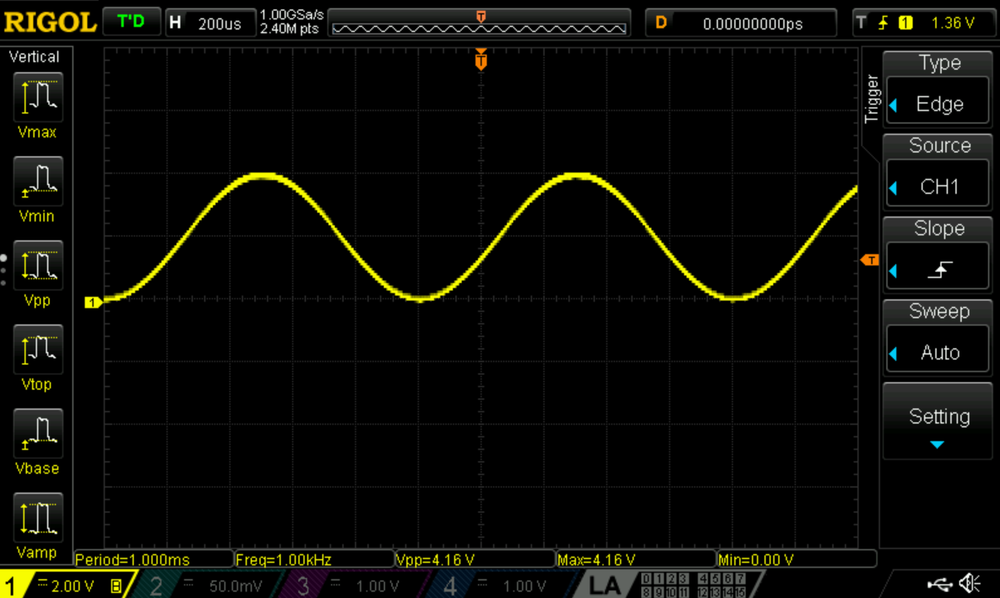 RIGOL T'D H 200us 1.00GSa/s
2.40M pts T D 0.00000000ps T 1 1.36 V
Vertical
T
Trigger
Type
Edge
Vmax
Source
CH1
Vmin
Slope
T
Vpp
1
Sweep
Auto
Vtop
Setting
Vbase
Vamp
Period=1.000ms Freq=1.00kHz Vpp=4.16 V Max=4.16 V Min=0.00 V
1 2.00 V B 2 50.0mV 3 1.00 V 4 1.00 V LA 0 1 2 3 4 5 6 7
8 9 10 11 12 13 14 15